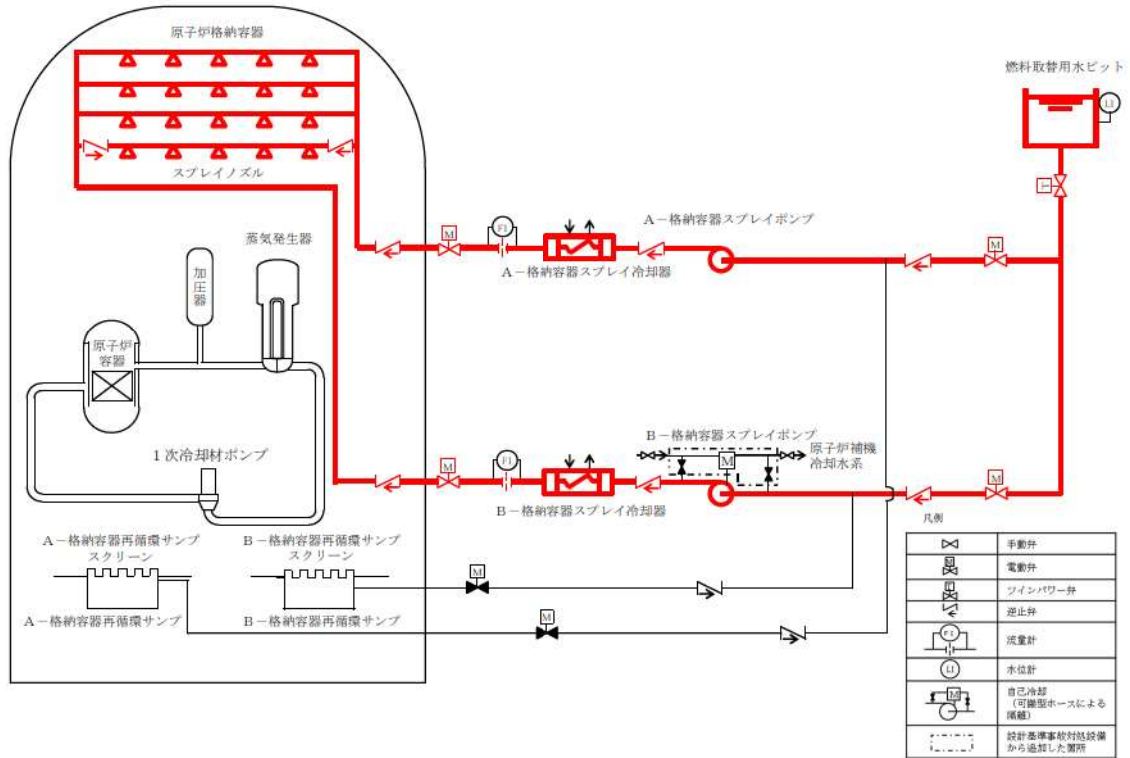 原子炉格納容器
燃料取替用水ピット
LI
T
スプレイノズル
M
FI
A－格納容器スプレイポンプ
M
A－格納容器スプレイ冷却器
蒸気発生器
加圧器
原子炉
容器
1次冷却材ポンプ
B－格納容器スプレイポンプ
原子炉補機
冷却水系
M
M
FI
M
B－格納容器スプレイ冷却器
A－格納容器再循環サンプ
スクリーン
B－格納容器再循環サンプ
スクリーン
M
A－格納容器再循環サンプ
B－格納容器再循環サンプ
M
凡例
手動弁
M
電動弁
ツインパワー弁
逆止弁
FI
流量計
LI
水位計
M
自己冷却
（可搬型ホースによる
隔離）
設計基準事故対処設備
から追加した箇所